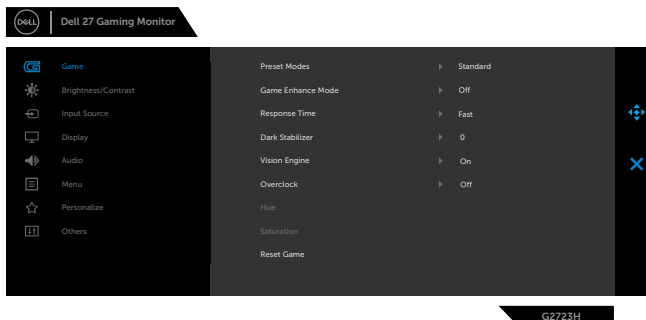 DELL Dell 27 Gaming Monitor
Game Preset Modes Standard
Brightness/Contrast Game Enhance Mode Off
Input Source Response Time Fast
Display Dark Stabilizer 0
Audio Vision Engine On
Menu Overclock Off
Personalize Hue
Others Saturation
Reset Game
G2723H